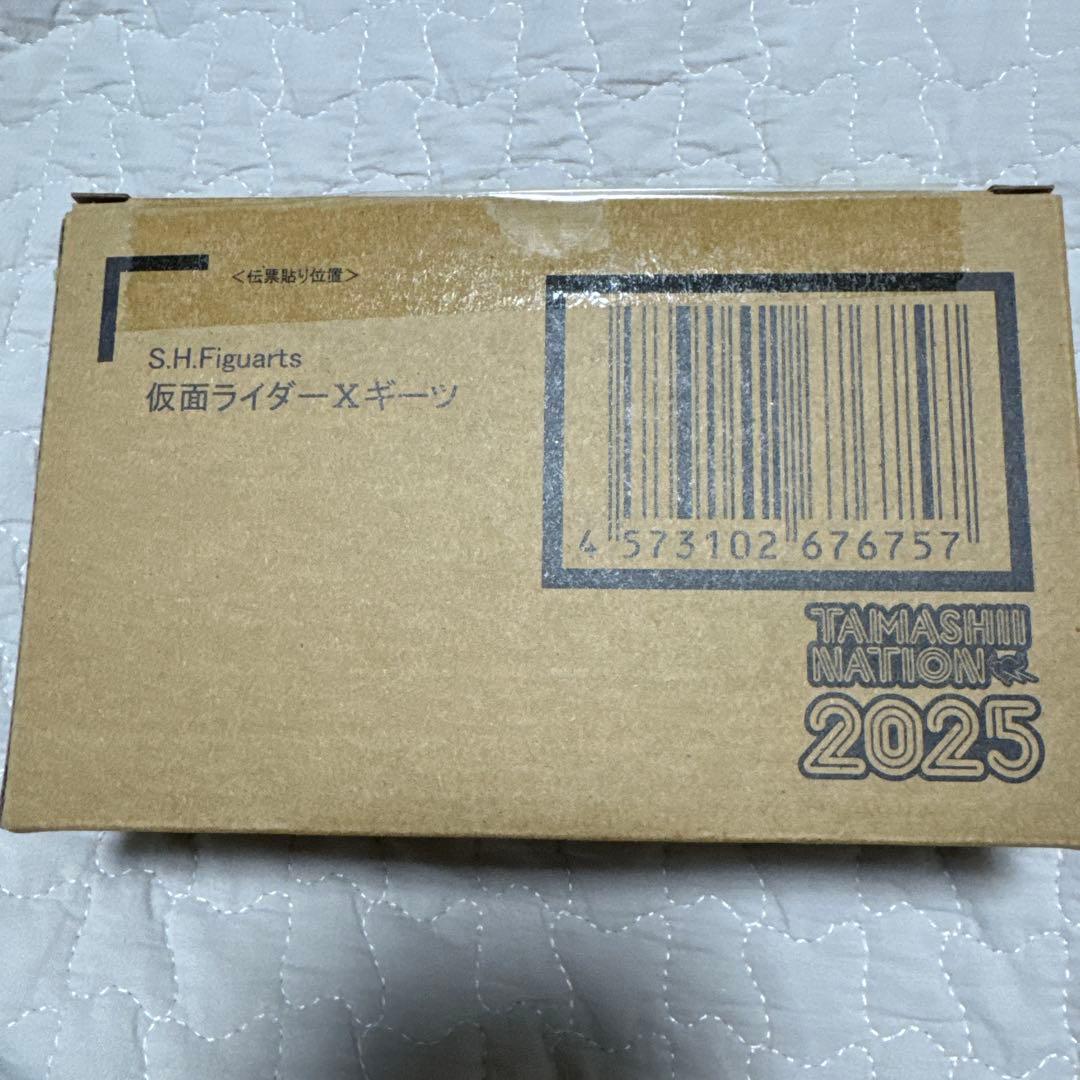 <伝票貼り位置>
S.H.Figuarts
仮面ライダーXギーツ
4 573102 676757
TAMASHII
NATION
2025